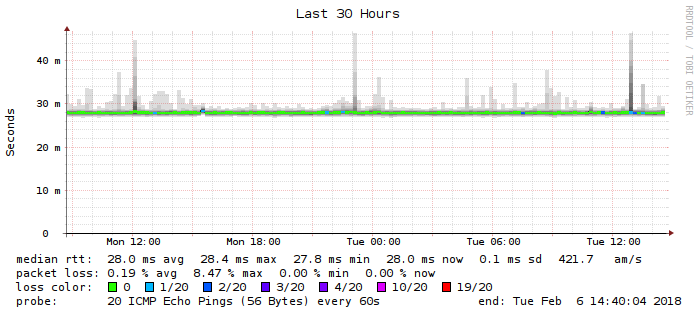 Last 30 Hours
RRDTOOL / TOBI OETIKER
Seconds
40 m
30 m
20 m
10 m
0
Mon 12:00 Mon 18:00 Tue 00:00 Tue 06:00 Tue 12:00
median rtt: 28.0 ms avg 28.4 ms max 27.8 ms min 28.0 ms now 0.1 ms sd 421.7 am/s
packet loss: 0.19 % avg 8.47 % max 0.00 % min 0.00 % now
loss color: 0 1/20 2/20 3/20 4/20 10/20 19/20
probe: 20 ICMP Echo Pings (56 Bytes) every 60s end: Tue Feb 6 14:40:04 2018